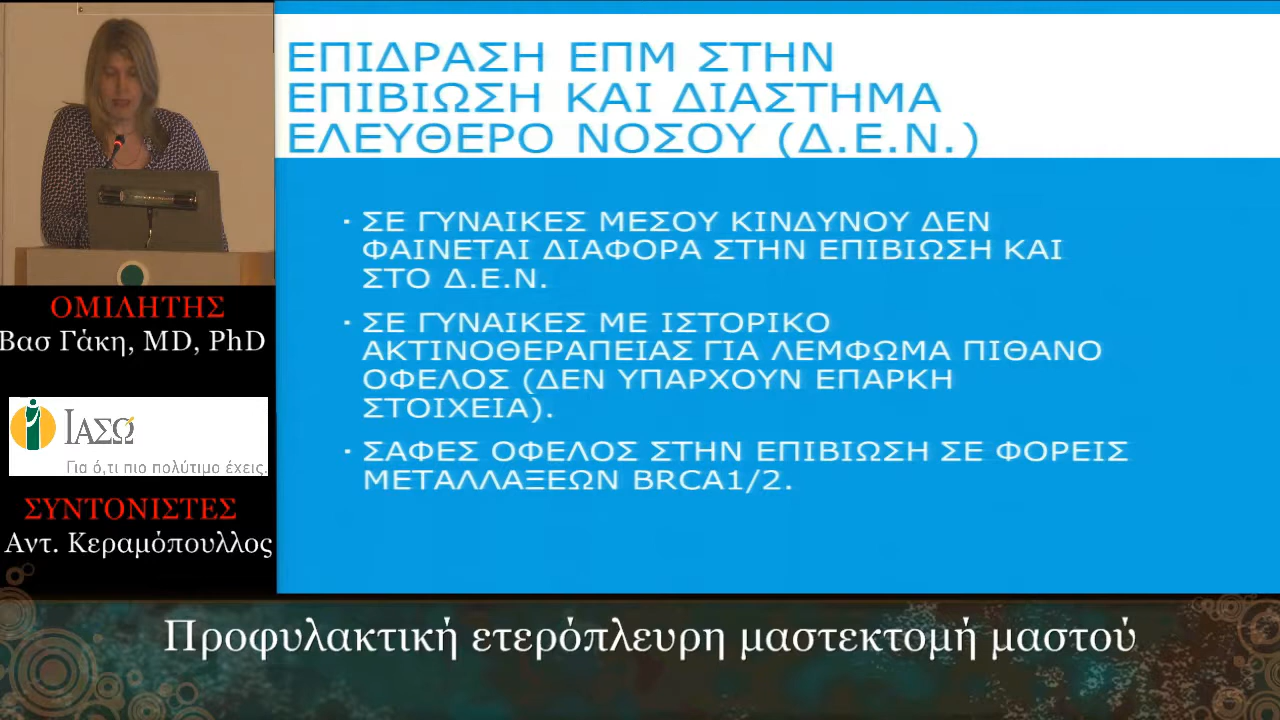 ΕΠΙΔΡΑΣΗ ΕΠΜ ΣΤΗΝ
ΕΠΙΒΙΩΣΗ ΚΑΙ ΔΙΑΣΤΗΜΑ
ΕΛΕΥΘΕΡΟ ΝΟΣΟΥ (Δ.Ε.Ν.)
· ΣΕ ΓΥΝΑΙΚΕΣ ΜΕΣΟΥ ΚΙΝΔΥΝΟΥ ΔΕΝ
ΦΑΙΝΕΤΑΙ ΔΙΑΦΟΡΑ ΣΤΗΝ ΕΠΙΒΙΩΣΗ ΚΑΙ
ΣΤΟ Δ.Ε.Ν.
· ΣΕ ΓΥΝΑΙΚΕΣ ΜΕ ΙΣΤΟΡΙΚΟ
ΑΚΤΙΝΟΘΕΡΑΠΕΙΑΣ ΓΙΑ ΛΕΜΦΩΜΑ ΠΙΘΑΝΟ
ΟΦΕΛΟΣ (ΔΕΝ ΥΠΑΡΧΟΥΝ ΕΠΑΡΚΗ
ΣΤΟΙΧΕΙΑ).
· ΣΑΦΕΣ ΟΦΕΛΟΣ ΣΤΗΝ ΕΠΙΒΙΩΣΗ ΣΕ ΦΟΡΕΙΣ
ΜΕΤΑΛΛΑΞΕΩΝ BRCA1/2.
ΟΜΙΛΗΤΗΣ
Βασ Γάκη, MD, PhD
ΙΑΣΩ
Για ό,τι πιο πολύτιμο έχεις.
ΣΥΝΤΟΝΙΣΤΕΣ
Αντ. Κεραμόπουλλος
Προφυλακτική ετερόπλευρη μαστεκτομή μαστού